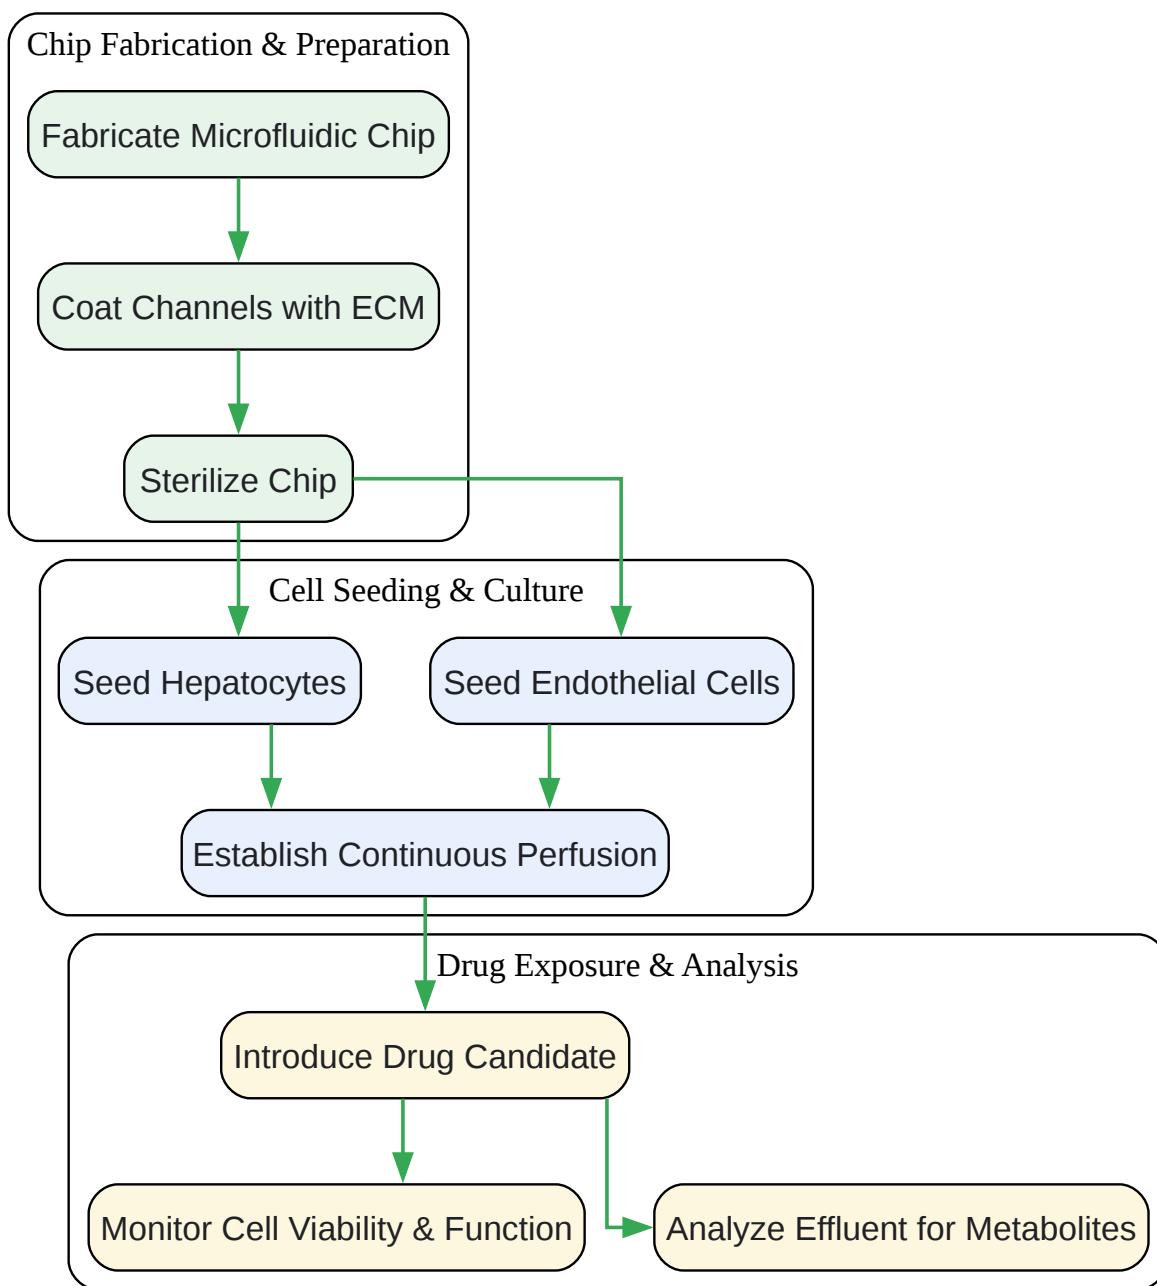 Chip Fabrication & Preparation
Fabricate Microfluidic Chip
Coat Channels with ECM
Sterilize Chip
Cell Seeding & Culture
Seed Hepatocytes
Seed Endothelial Cells
Establish Continuous Perfusion
Drug Exposure & Analysis
Introduce Drug Candidate
Monitor Cell Viability & Function
Analyze Effluent for Metabolites